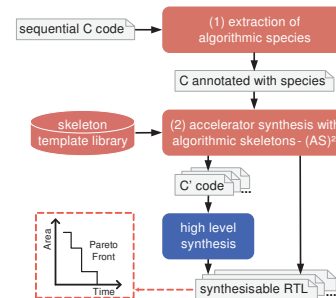 sequential C code
(1) extraction of
algorithmic species
C annotated with species
skeleton
template library
(2) accelerator synthesis with
algorithmic skeletons - (AS)²
C' code
...
high level
synthesis
Area
Pareto
Front
Time
synthesisable RTL
...